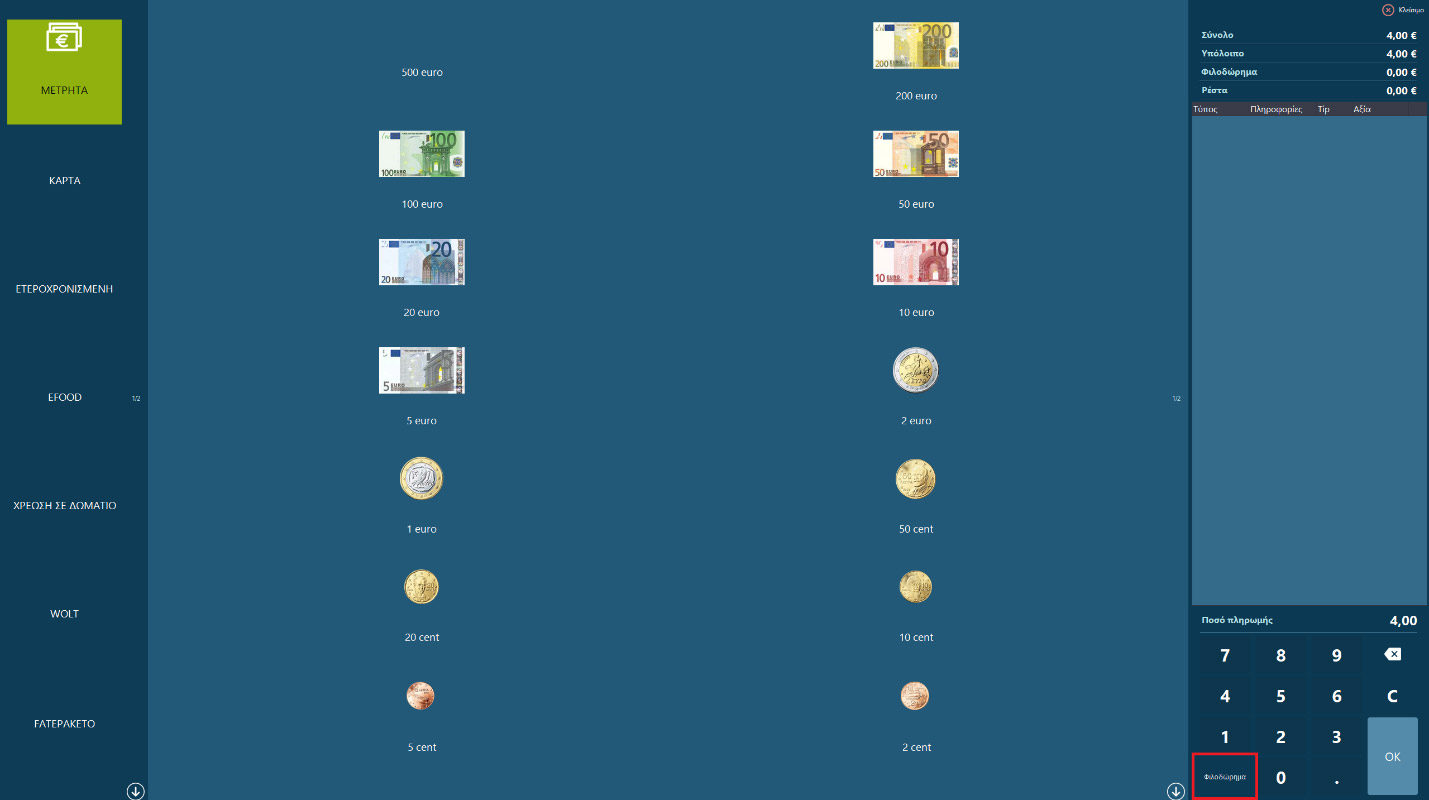 Κλείσιμο
ΜΕΤΡΗΤΑ
ΚΑΡΤΑ
ΕΤΕΡΟΧΡΟΝΙΣΜΕΝΗ
EFOOD
1/2
ΧΡΕΩΣΗ ΣΕ ΔΟΜΑΤΙΟ
WOLT
FATEPAKETO
500 euro
200 euro
100 euro
50 euro
20 euro
10 euro
5 euro
2 euro
1 euro
50 cent
20 cent
10 cent
5 cent
2 cent
1/2
Σύνολο 4,00 €
Υπόλοιπο 4,00 €
Φιλοδώρημα 0,00 €
Ρέστα 0,00 €
Τύπος Πληροφορίες Tip Αξία
Ποσό πληρωμής 4,00
7 8 9
4 5 6 C
1 2 3
OK
Φιλοδώρημα 0 .